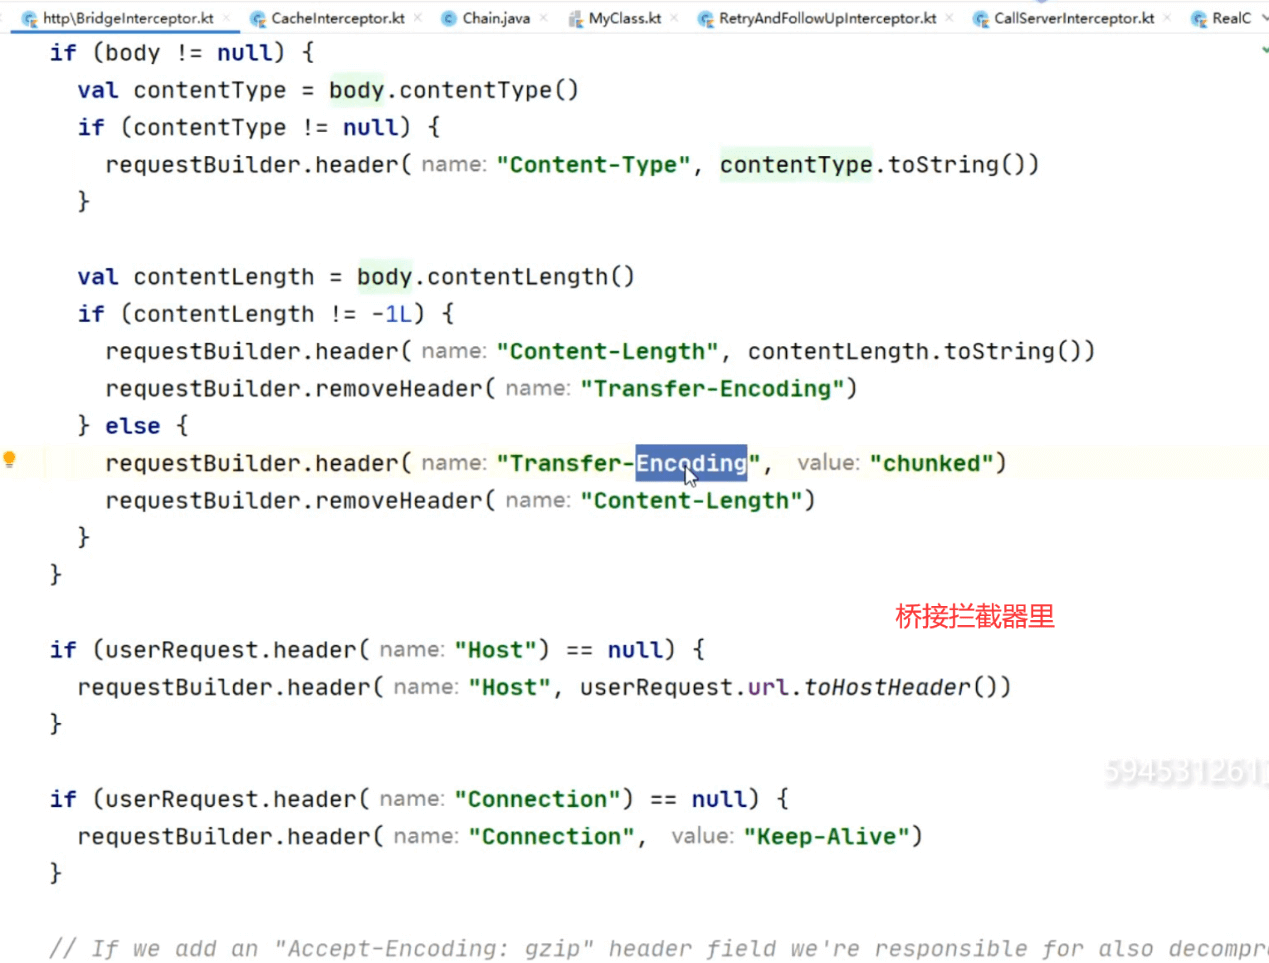 http\BridgeInterceptor.kt × CacheInterceptor.kt × Chain.java × MyClass.kt × RetryAndFollowUpInterceptor.kt × CallServerInterceptor.kt × RealC
if (body != null) {
val contentType = body.contentType()
if (contentType != null) {
requestBuilder.header( name: "Content-Type", contentType.toString())
}
val contentLength = body.contentLength()
if (contentLength != -1L) {
requestBuilder.header( name: "Content-Length", contentLength.toString())
requestBuilder.removeHeader( name: "Transfer-Encoding")
} else {
requestBuilder.header( name: "Transfer-Encoding", value: "chunked")
requestBuilder.removeHeader( name: "Content-Length")
}
}
桥接拦截器里
if (userRequest.header( name: "Host") == null) {
requestBuilder.header( name: "Host", userRequest.url.toHostHeader())
}
594531261
if (userRequest.header( name: "Connection") == null) {
requestBuilder.header( name: "Connection", value: "Keep-Alive")
}
// If we add an "Accept-Encoding: gzip" header field we're responsible for also decompr